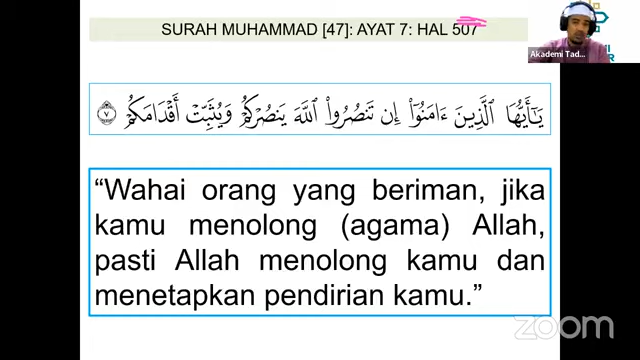 SURAH MUHAMMAD [47]: AYAT 7: HAL 507
Akademi Tad...
يَٰٓأَيُّهَا ٱلَّذِينَ ءَامَنُوٓا۟ إِن تَنصُرُوا۟ ٱللَّهَ يَنصُرْكُمْ وَيُثَبِّتْ أَقْدَامَكُمْ ٧
“Wahai orang yang beriman, jika
kamu menolong (agama) Allah,
pasti Allah menolong kamu dan
menetapkan pendirian kamu.”
zoom